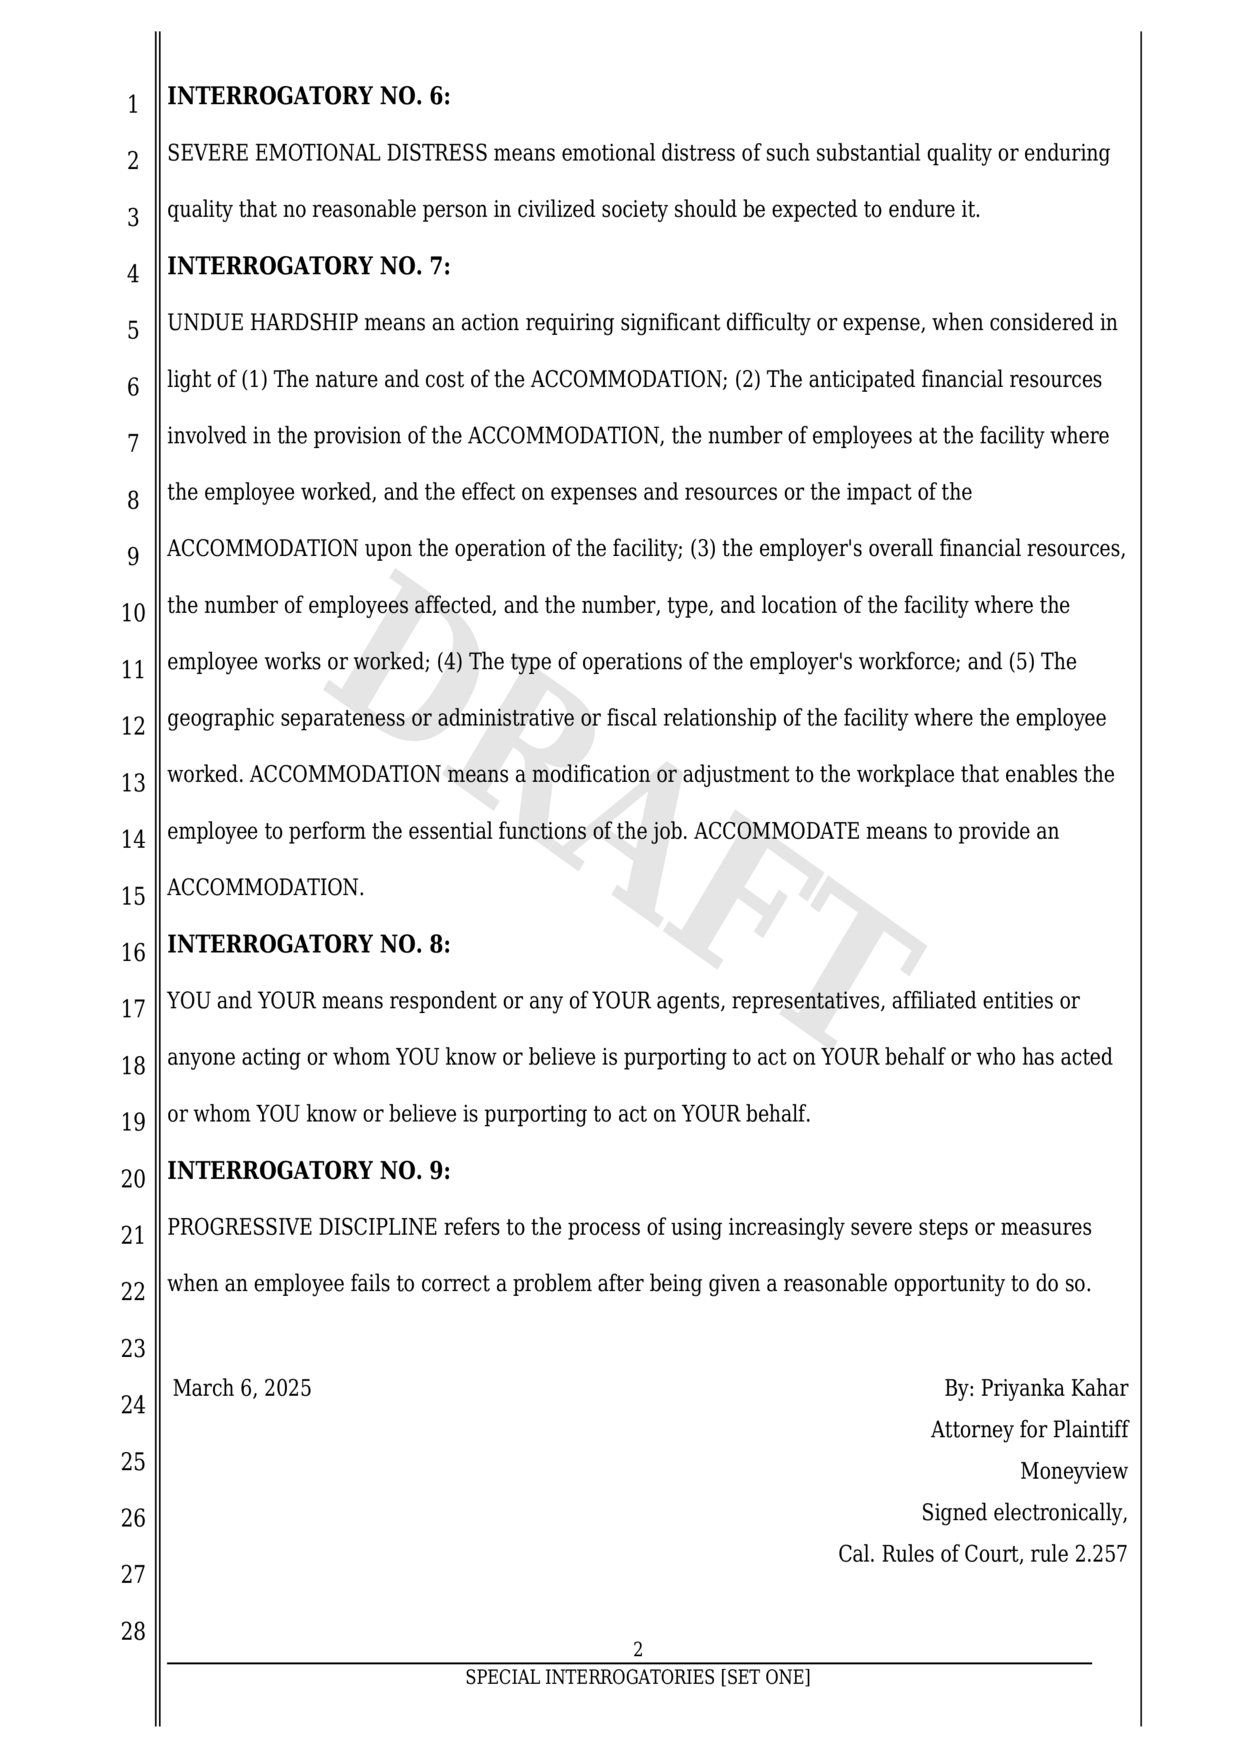 1 INTERROGATORY NO. 6:
2 SEVERE EMOTIONAL DISTRESS means emotional distress of such substantial quality or enduring
3 quality that no reasonable person in civilized society should be expected to endure it.
4 INTERROGATORY NO. 7:
5 UNDUE HARDSHIP means an action requiring significant difficulty or expense, when considered in
6 light of (1) The nature and cost of the ACCOMMODATION; (2) The anticipated financial resources
7 involved in the provision of the ACCOMMODATION, the number of employees at the facility where
8 the employee worked, and the effect on expenses and resources or the impact of the
9 ACCOMMODATION upon the operation of the facility; (3) the employer's overall financial resources,
10 the number of employees affected, and the number, type, and location of the facility where the
11 employee works or worked; (4) The type of operations of the employer's workforce; and (5) The
12 geographic separateness or administrative or fiscal relationship of the facility where the employee
13 worked. ACCOMMODATION means a modification or adjustment to the workplace that enables the
14 employee to perform the essential functions of the job. ACCOMMODATE means to provide an
15 ACCOMMODATION.
16 INTERROGATORY NO. 8:
17 YOU and YOUR means respondent or any of YOUR agents, representatives, affiliated entities or
18 anyone acting or whom YOU know or believe is purporting to act on YOUR behalf or who has acted
19 or whom YOU know or believe is purporting to act on YOUR behalf.
20 INTERROGATORY NO. 9:
21 PROGRESSIVE DISCIPLINE refers to the process of using increasingly severe steps or measures
22 when an employee fails to correct a problem after being given a reasonable opportunity to do so.
23
24 March 6, 2025 By: Priyanka Kahar
Attorney for Plaintiff
25 Moneyview
26 Signed electronically,
27 Cal. Rules of Court, rule 2.257
28
2
SPECIAL INTERROGATORIES [SET ONE]
DRAFT